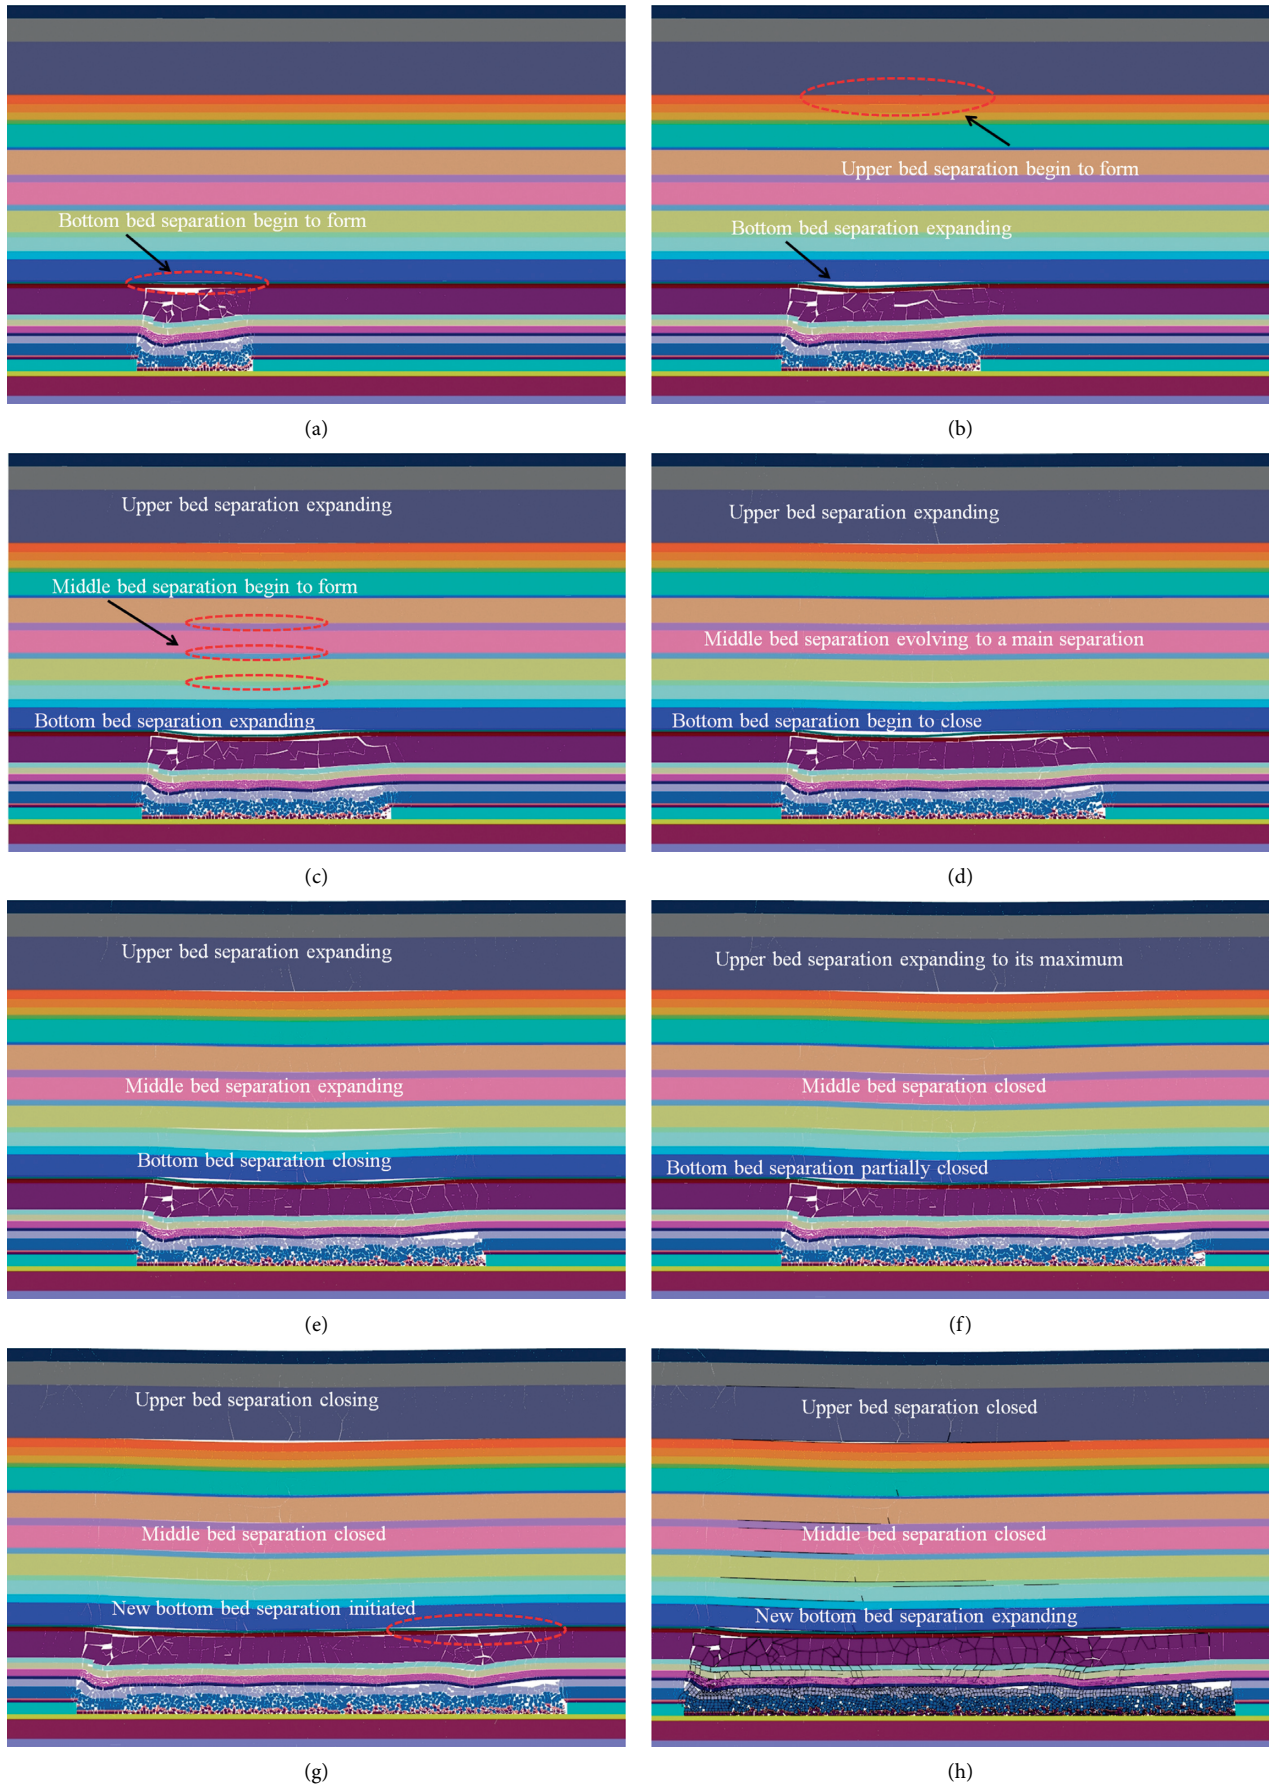 Bottom bed separation begin to form
(a)
Upper bed separation begin to form
Bottom bed separation expanding
(b)
Upper bed separation expanding
Middle bed separation begin to form
Bottom bed separation expanding
(c)
Upper bed separation expanding
Middle bed separation evolving to a main separation
Bottom bed separation begin to close
(d)
Upper bed separation expanding
Middle bed separation expanding
Bottom bed separation closing
(e)
Upper bed separation expanding to its maximum
Middle bed separation closed
Bottom bed separation partially closed
(f)
Upper bed separation closing
Middle bed separation closed
New bottom bed separation initiated
(g)
Upper bed separation closed
Middle bed separation closed
New bottom bed separation expanding
(h)